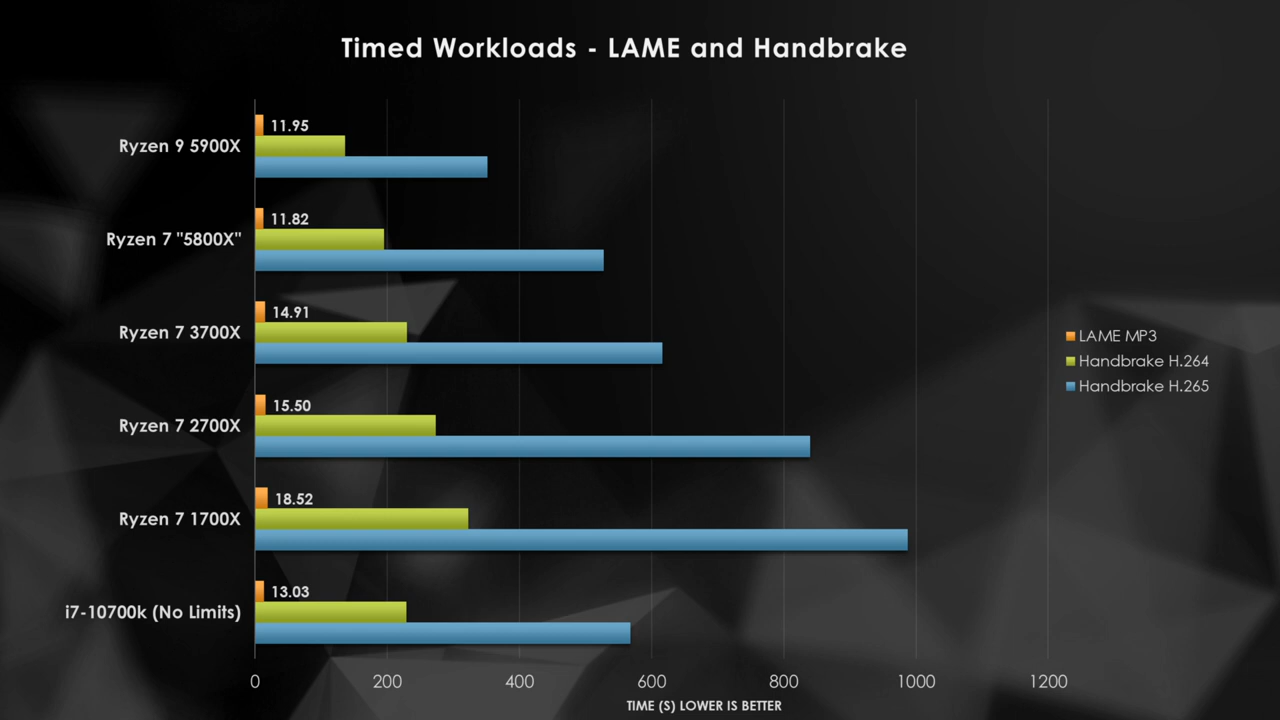 Timed Workloads - LAME and Handbrake
Ryzen 9 5900X
11.95
Ryzen 7 "5800X"
11.82
Ryzen 7 3700X
14.91
Ryzen 7 2700X
15.50
Ryzen 7 1700X
18.52
i7-10700k (No Limits)
13.03
LAME MP3
Handbrake H.264
Handbrake H.265
0 200 400 600 800 1000 1200
TIME (S) LOWER IS BETTER